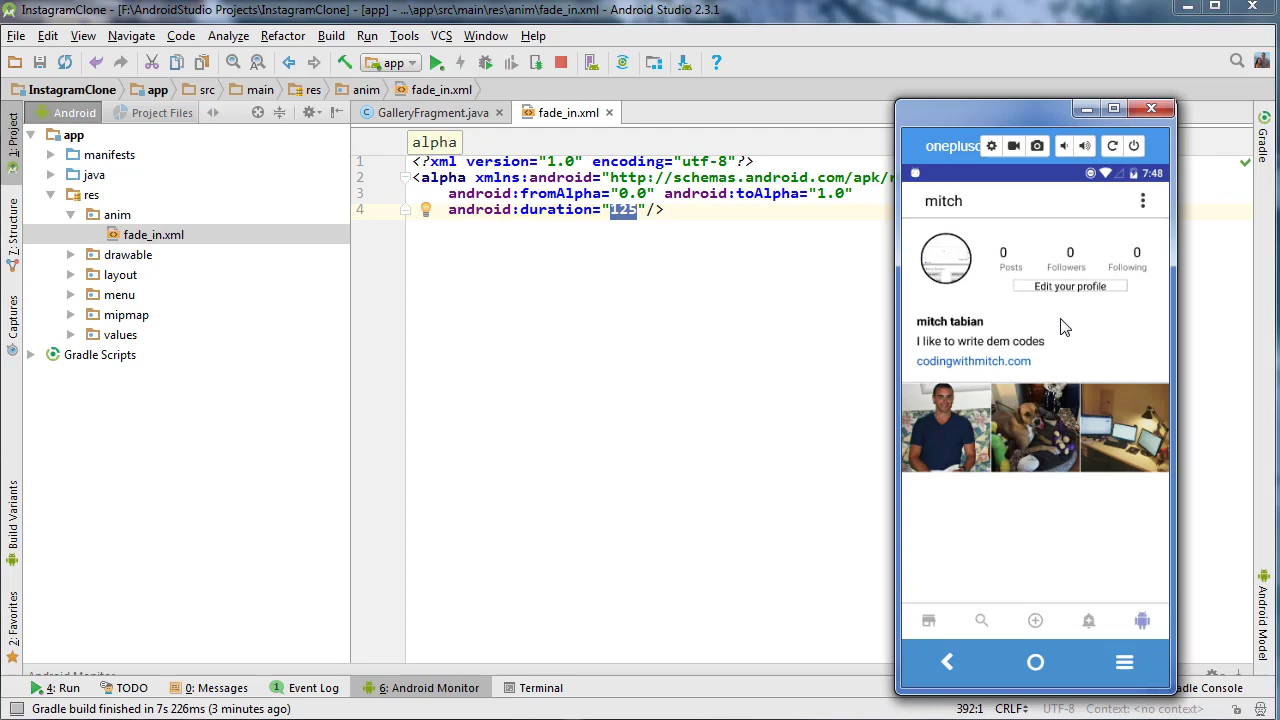 InstagramClone - [F:\AndroidStudio Projects\InstagramClone] - [app] - ...\app\src\main\res\anim\fade_in.xml - Android Studio 2.3.1
File Edit View Navigate Code Analyze Refactor Build Run Tools VCS Window Help
app
InstagramClone app src main res anim fade_in.xml
Android Project Files
GalleryFragment.java fade_in.xml
1: Project
7: Structure
Captures
Build Variants
2: Favorites
app
manifests
java
res
anim
fade_in.xml
drawable
layout
menu
mipmap
values
Gradle Scripts
alpha
1 <?xml version="1.0" encoding="utf-8"?>
2 <alpha xmlns:android="http://schemas.android.com/apk/
3 android:fromAlpha="0.0" android:toAlpha="1.0"
4 android:duration="125"/>
7:48
mitch
0 0 0
Posts Followers Following
Edit your profile
mitch tabian
I like to write dem codes
codingwithmitch.com
Gradle
Android Model
4: Run TODO 0: Messages 1 Event Log 6: Android Monitor Terminal Console
Gradle build finished in 7s 226ms (3 minutes ago) 392:1 CRLF UTF-8 Context: <no context>